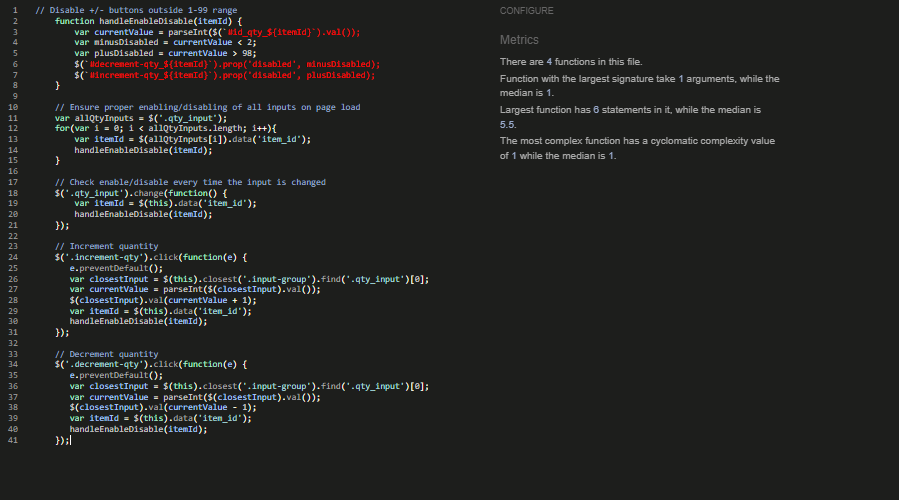 1 // Disable +/- buttons outside 1-99 range
2 function handleEnableDisable(itemId) {
3 var currentValue = parseInt($(`#id_qty_${itemId}`).val());
4 var minusDisabled = currentValue < 2;
5 var plusDisabled = currentValue > 98;
6 $(`#decrement-qty_${itemId}`).prop('disabled', minusDisabled);
7 $(`#increment-qty_${itemId}`).prop('disabled', plusDisabled);
8 }
9
10 // Ensure proper enabling/disabling of all inputs on page load
11 var allQtyInputs = $('.qty_input');
12 for(var i = 0; i < allQtyInputs.length; i++){
13 var itemId = $(allQtyInputs[i]).data('item_id');
14 handleEnableDisable(itemId);
15 }
16
17 // Check enable/disable every time the input is changed
18 $('.qty_input').change(function() {
19 var itemId = $(this).data('item_id');
20 handleEnableDisable(itemId);
21 });
22
23 // Increment quantity
24 $('.increment-qty').click(function(e) {
25 e.preventDefault();
26 var closestInput = $(this).closest('.input-group').find('.qty_input')[0];
27 var currentValue = parseInt($(closestInput).val());
28 $(closestInput).val(currentValue + 1);
29 var itemId = $(this).data('item_id');
30 handleEnableDisable(itemId);
31 });
32
33 // Decrement quantity
34 $('.decrement-qty').click(function(e) {
35 e.preventDefault();
36 var closestInput = $(this).closest('.input-group').find('.qty_input')[0];
37 var currentValue = parseInt($(closestInput).val());
38 $(closestInput).val(currentValue - 1);
39 var itemId = $(this).data('item_id');
40 handleEnableDisable(itemId);
41 });
CONFIGURE
Metrics
There are 4 functions in this file.
Function with the largest signature take 1 arguments, while the
median is 1.
Largest function has 6 statements in it, while the median is
5.5.
The most complex function has a cyclomatic complexity value
of 1 while the median is 1.